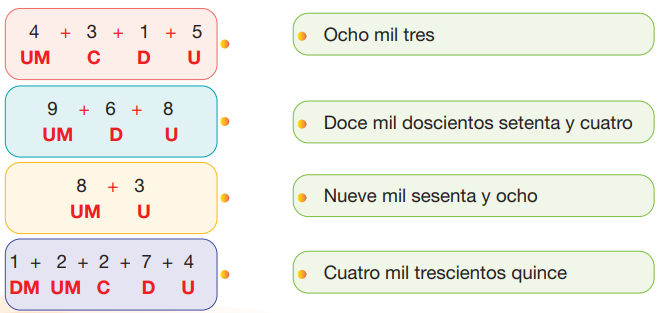 4 + 3 + 1 + 5
UM C D U
Ocho mil tres
9 + 6 + 8
UM D U
Doce mil doscientos setenta y cuatro
8 + 3
UM U
Nueve mil sesenta y ocho
1 + 2 + 2 + 7 + 4
DM UM C D U
Cuatro mil trescientos quince